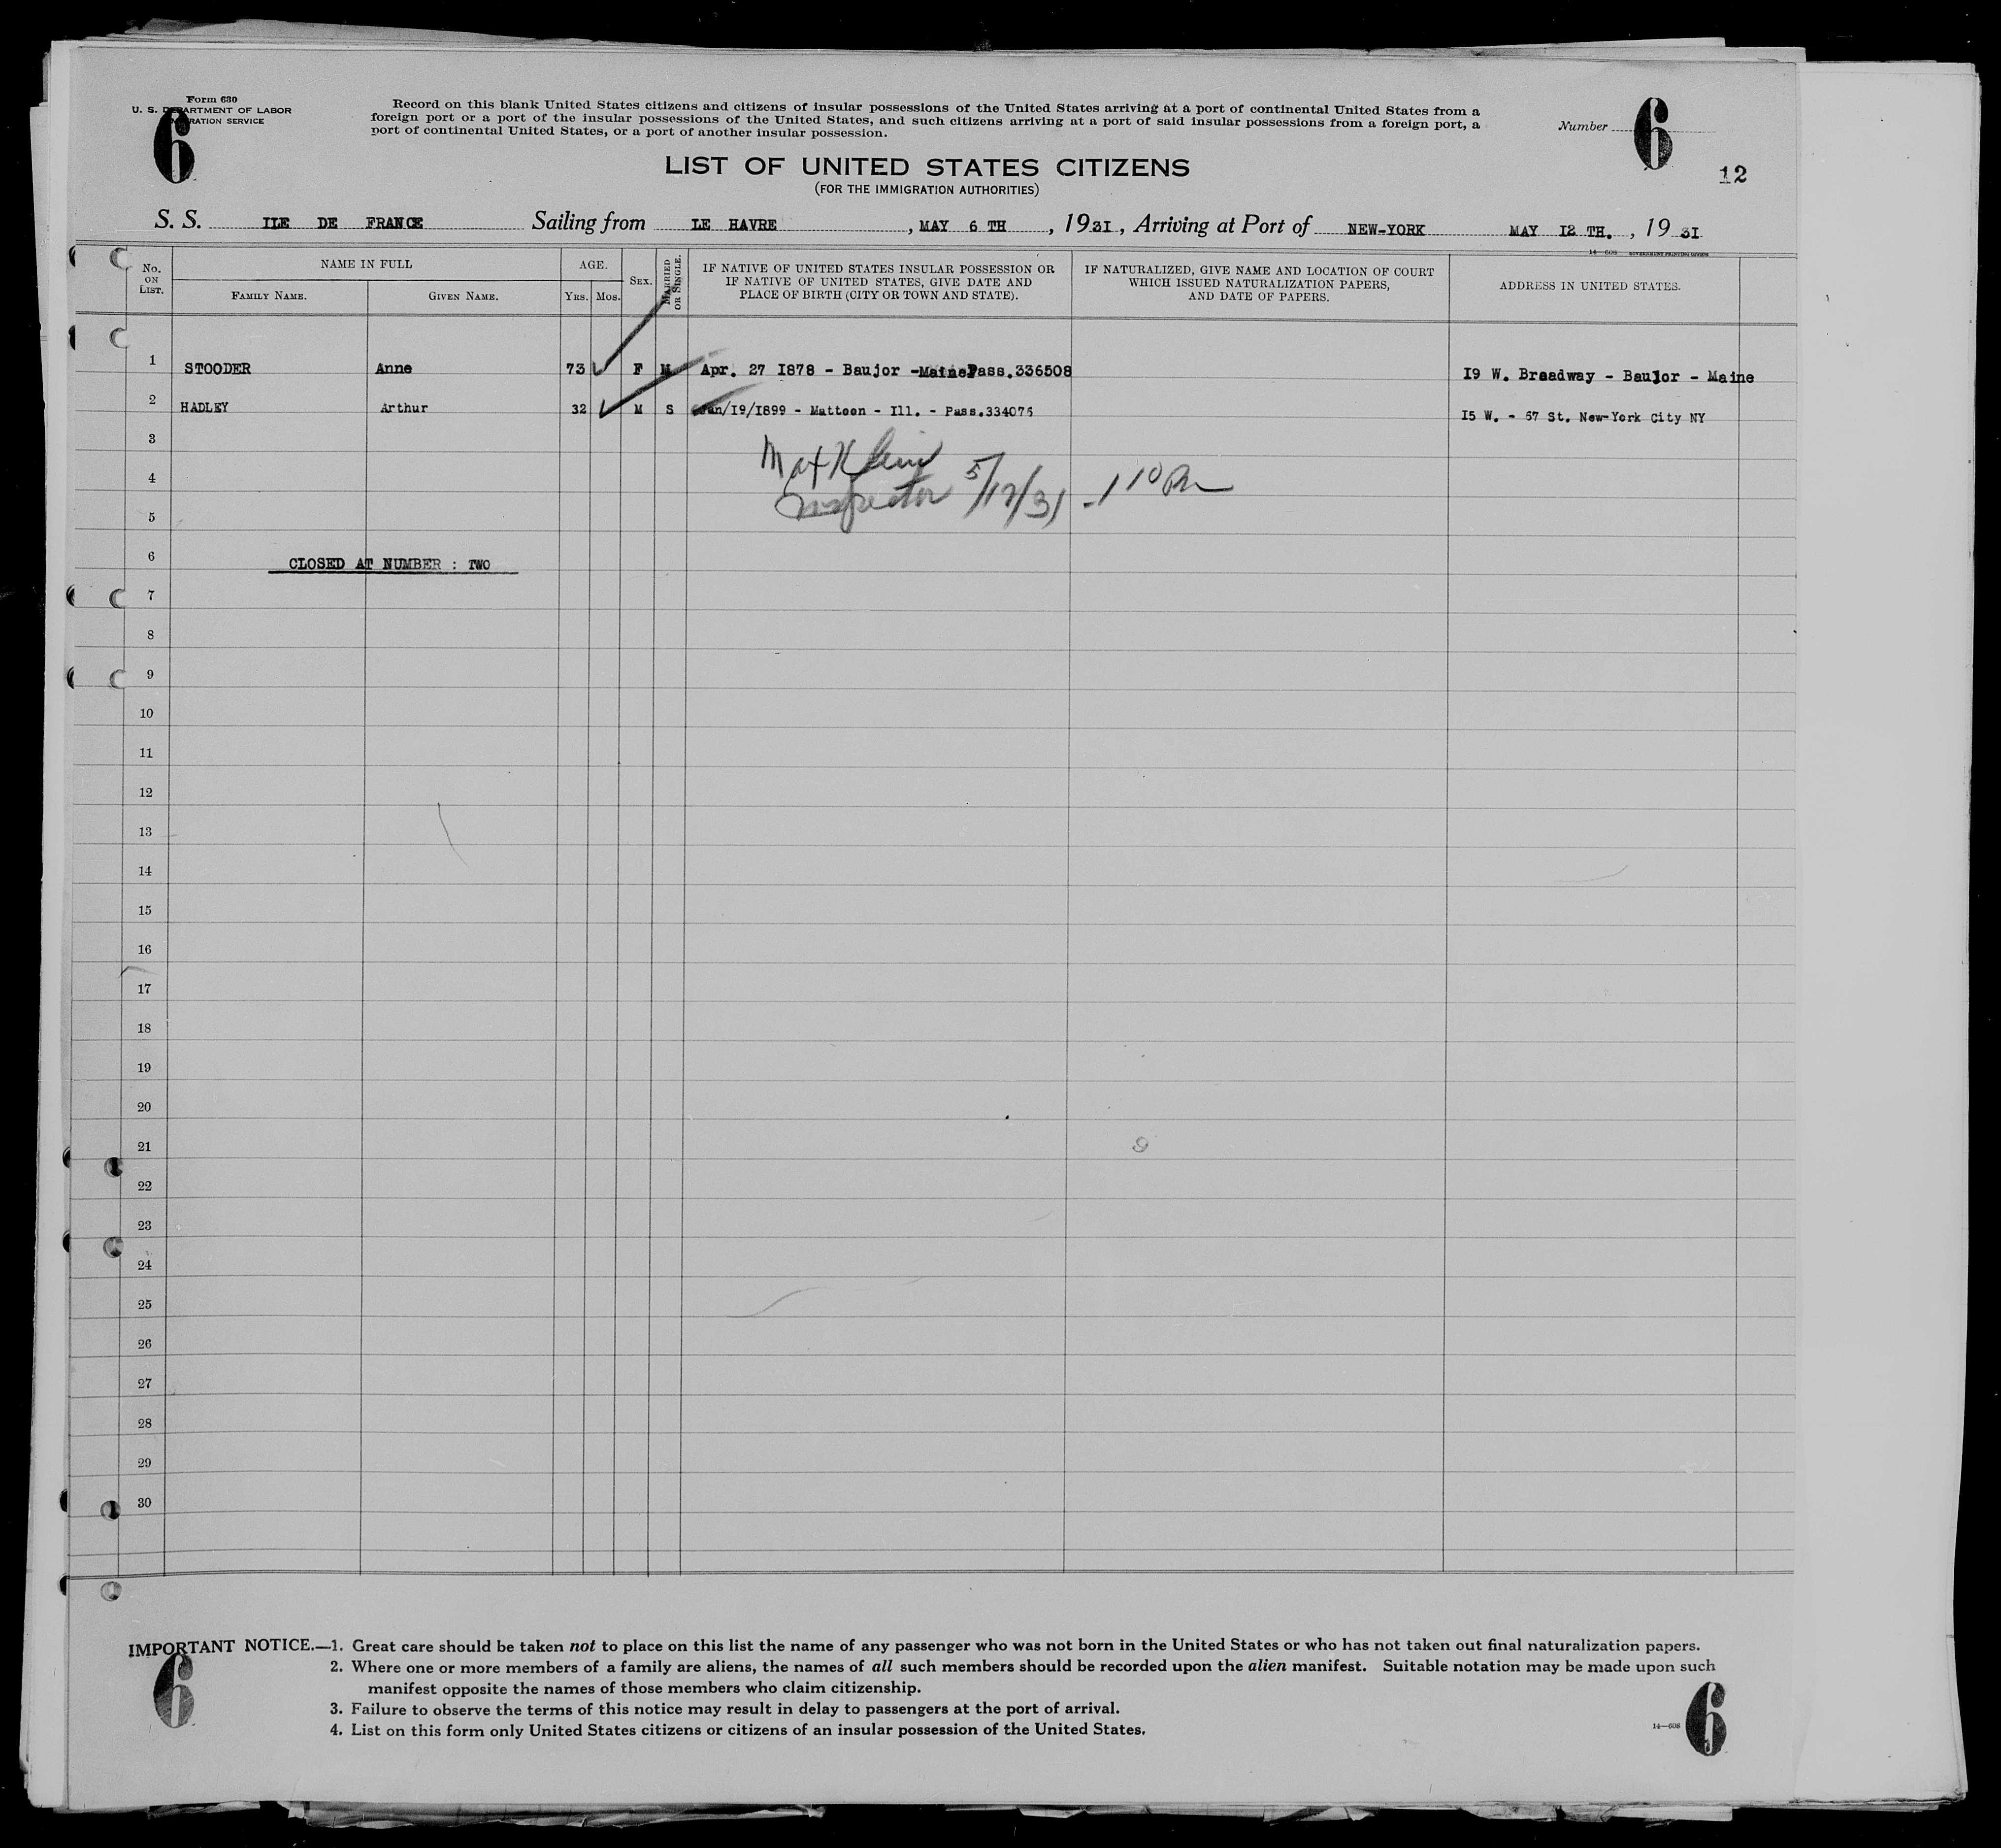 Form 630
U. S. DEPARTMENT OF LABOR
IMMIGRATION SERVICE
6
Record on this blank United States citizens and citizens of insular possessions of the United States arriving at a port of continental United States from a
foreign port or a port of the insular possessions of the United States, and such citizens arriving at a port of said insular possessions from a foreign port, a
port of continental United States, or a port of another insular possession.
Number 6
12
LIST OF UNITED STATES CITIZENS
(FOR THE IMMIGRATION AUTHORITIES)
S. S. ILE DE FRANCE Sailing from LE HAVRE , MAY 6 TH , 1931, Arriving at Port of NEW-YORK MAY I2 TH. , 1931
14—608 GOVERNMENT PRINTING OFFICE
No. ON LIST.
NAME IN FULL
FAMILY NAME.
GIVEN NAME.
AGE.
YRS.
MOS.
SEX.
MARRIED OR SINGLE.
IF NATIVE OF UNITED STATES INSULAR POSSESSION OR
IF NATIVE OF UNITED STATES, GIVE DATE AND
PLACE OF BIRTH (CITY OR TOWN AND STATE).
IF NATURALIZED, GIVE NAME AND LOCATION OF COURT
WHICH ISSUED NATURALIZATION PAPERS,
AND DATE OF PAPERS.
ADDRESS IN UNITED STATES.
1 STOODER Anne 73 F M Apr. 27 I878 - Baujor -Maine Pass.336508 I9 W. Broadway - Baujor - Maine
2 HADLEY Arthur 32 M S Jan/I9/I899 - Mattoon - Ill. - Pass.334076 I5 W. - 67 St. New-York City NY
3
Max Klein
4
Inspector 5/12/31 - 1 10 Pm
5
6 CLOSED AT NUMBER : TWO
7
8
9
10
11
12
13
14
15
16
17
18
19
20
21
22
23
24
25
26
27
28
29
30
IMPORTANT NOTICE.—1. Great care should be taken not to place on this list the name of any passenger who was not born in the United States or who has not taken out final naturalization papers.
2. Where one or more members of a family are aliens, the names of all such members should be recorded upon the alien manifest. Suitable notation may be made upon such
manifest opposite the names of those members who claim citizenship.
3. Failure to observe the terms of this notice may result in delay to passengers at the port of arrival.
4. List on this form only United States citizens or citizens of an insular possession of the United States.
6
14—608
6